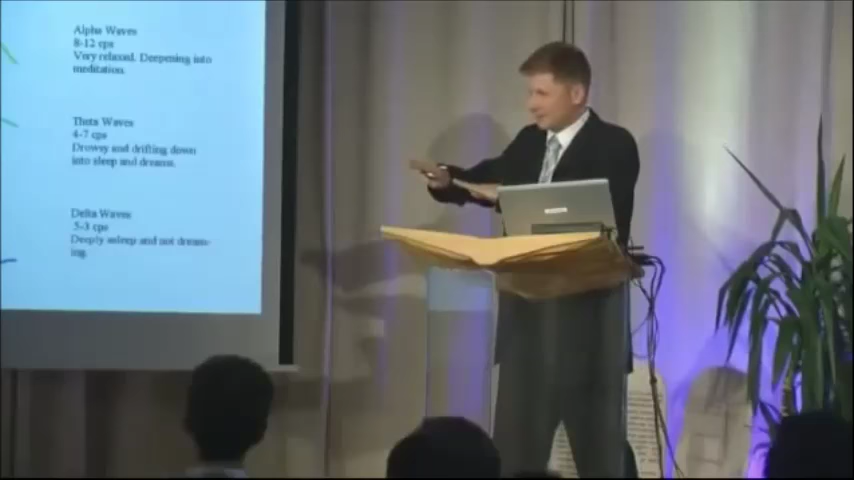 Alpha Waves
8-12 cps
Very relaxed. Deepening into
meditation.
Theta Waves
4-7 cps
Drowsy and drifting down
into sleep and dreams.
Delta Waves
5-3 cps
Deeply asleep and not dream-
ing.